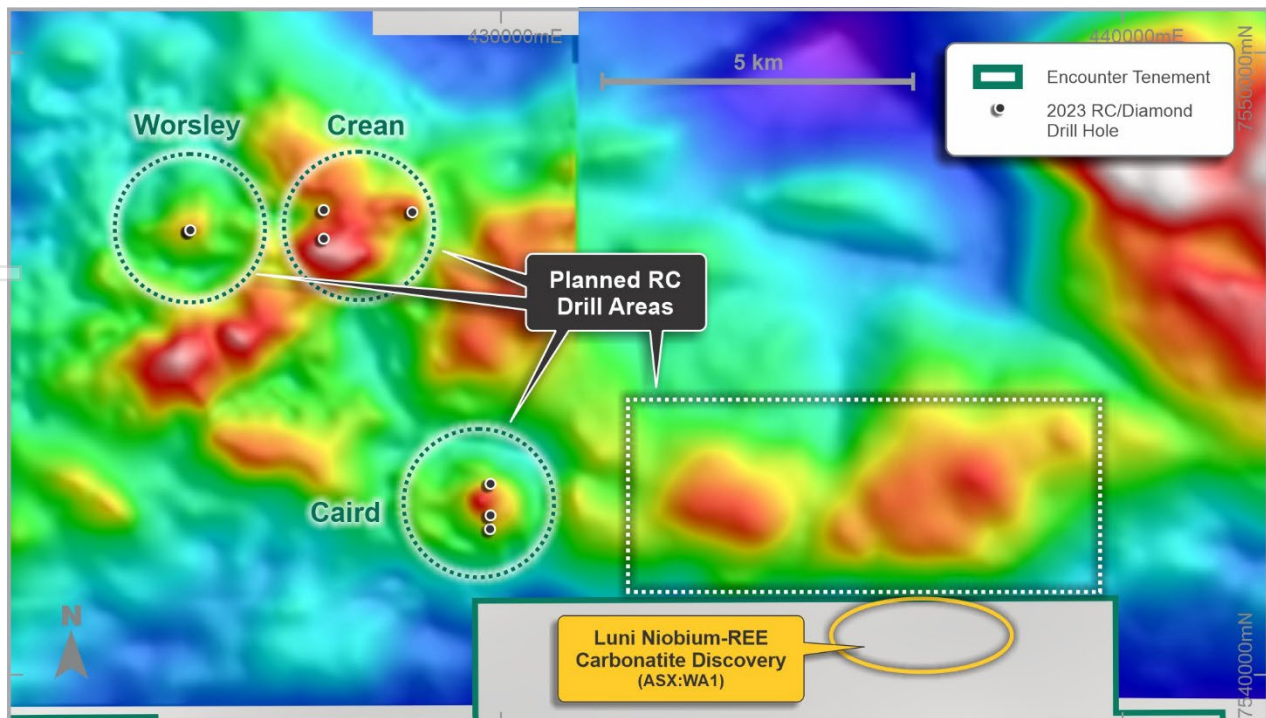 430000mE
440000mE
7550000mN
5 km
Encounter Tenement
2023 RC/Diamond
Drill Hole
Worsley
Crean
Planned RC
Drill Areas
Caird
N
Luni Niobium-REE
Carbonatite Discovery
(ASX:WA1)
7540000mN